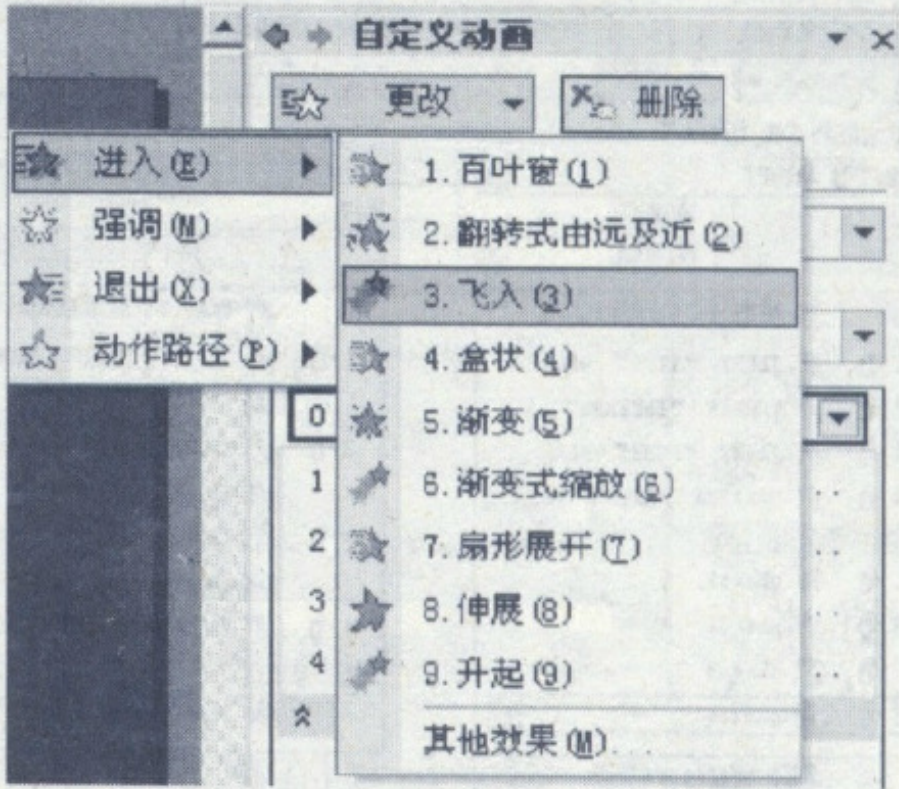 自定义动画
更改
删除
进入(E)
强调(M)
退出(X)
动作路径(P)
1.百叶窗(1)
2.翻转式由远及近(2)
3.飞入(3)
4.盒状(4)
5.渐变(5)
6.渐变式缩放(6)
7.扇形展开(7)
8.伸展(8)
9.升起(9)
其他效果(M)...
0
1
2
3
4